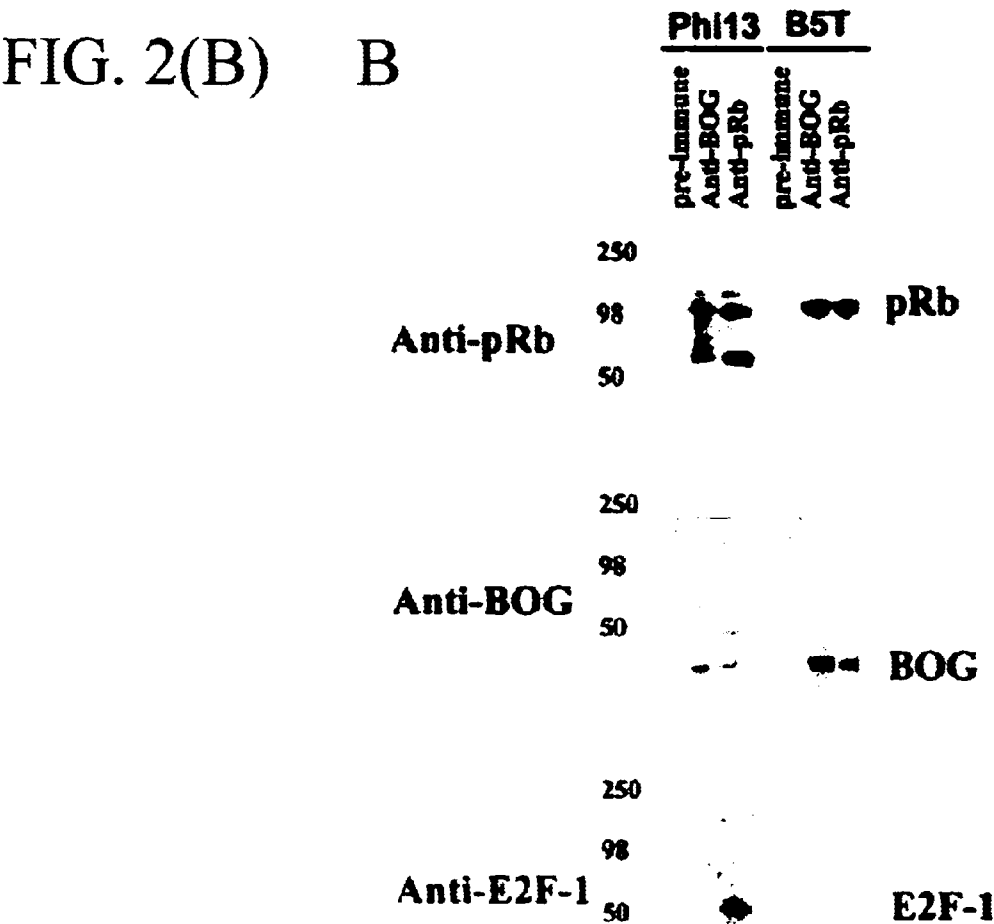 FIG. 2(B) B
Phi13 B5T
pre-immune
Anti-BOG
Anti-pRb
pre-immune
Anti-BOG
Anti-pRb
250
98 pRb
Anti-pRb
50
250
98
Anti-BOG
50
BOG
250
98
Anti-E2F-1
50 E2F-1